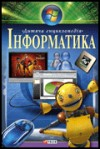 Дитяча енциклопедія
Інформатика